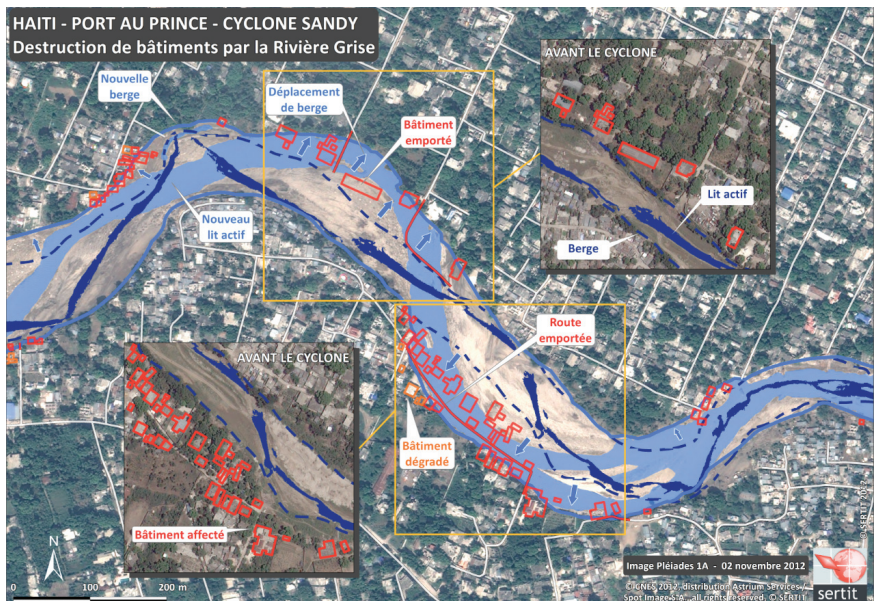 HAITI - PORT AU PRINCE - CYCLONE SANDY
Destruction de bâtiments par la Rivière Grise
Nouvelle
berge
Déplacement
de berge
Bâtiment
emporté
AVANT LE CYCLONE
Lit actif
Berge
Nouveau
lit actif
Route
emportée
AVANT LE CYCLONE
Bâtiment
dégradé
Bâtiment affecté
N
0 100 200 m
Image Pléiades 1A - 02 novembre 2012
© CNES 2012, distribution Astrium Services /
Spot Image S.A., all rights reserved. © SERTIT
sertit
© SERTIT 2012